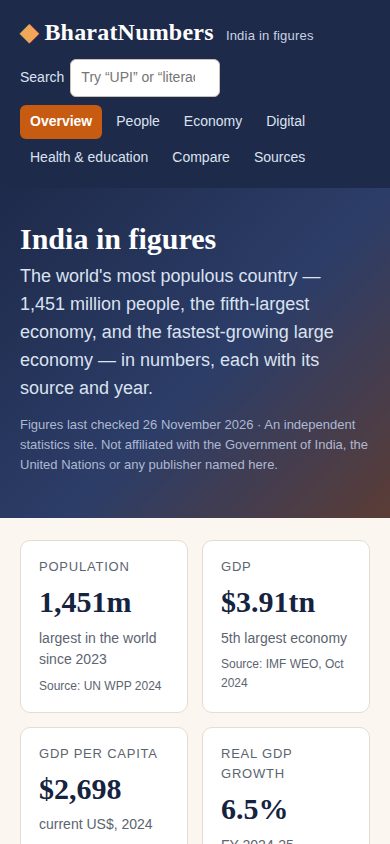 BharatNumbers India in figures
Search Try “UPI” or “litera
Overview People Economy Digital
Health & education Compare Sources
India in figures
The world's most populous country —
1,451 million people, the fifth-largest
economy, and the fastest-growing large
economy — in numbers, each with its
source and year.
Figures last checked 26 November 2026 · An independent
statistics site. Not affiliated with the Government of India, the
United Nations or any publisher named here.
POPULATION
1,451m
largest in the world
since 2023
Source: UN WPP 2024
GDP
$3.91tn
5th largest economy
Source: IMF WEO, Oct
2024
GDP PER CAPITA
$2,698
current US$, 2024
REAL GDP
GROWTH
6.5%
FY 2024-25